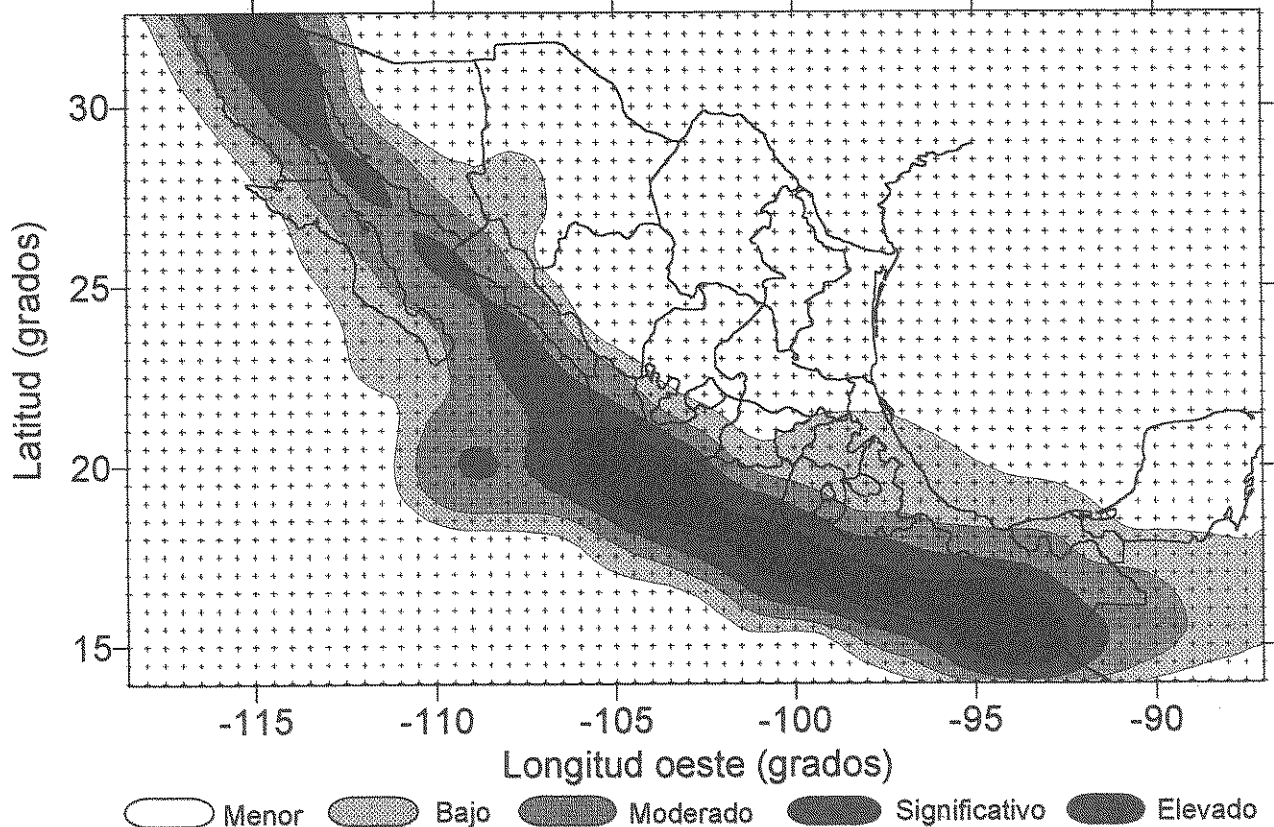 Latitud (grados)
30
25
20
15
-115 -110 -105 -100 -95 -90
Longitud oeste (grados)
Menor Bajo Moderado Significativo Elevado